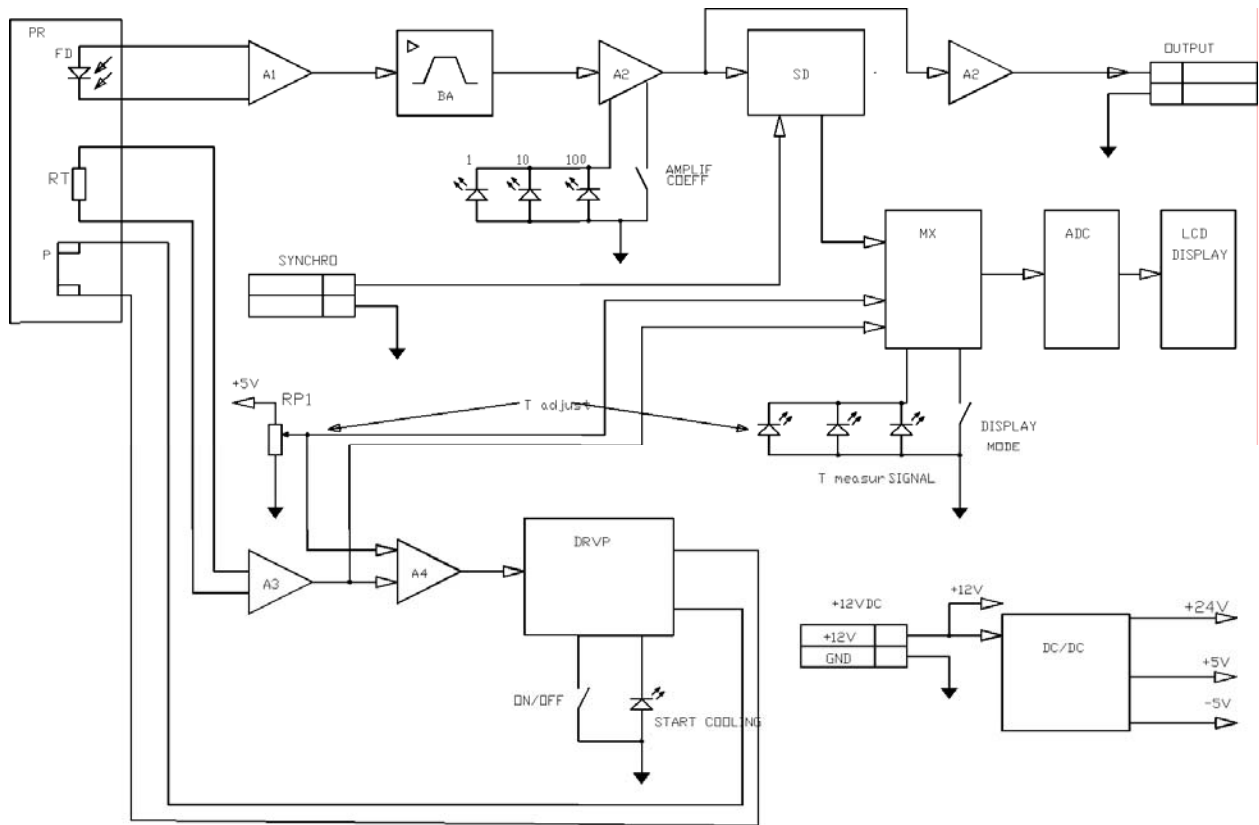 PR
FD
A1
BA
A2
SD
A2
OUTPUT
1 10 100
AMPLIF
COEFF
RT
P
SYNCHRO
MX
ADC
LCD
DISPLAY
+5V
RP1
T adjust
DISPLAY
MODE
T measur SIGNAL
A3
A4
DRVP
ON/OFF
START COOLING
+12VDC
+12V
GND
+12V
DC/DC
+24V
+5V
-5V